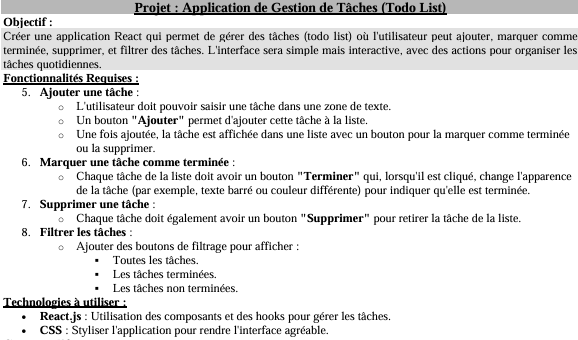 Projet : Application de Gestion de Tâches (Todo List)
Objectif :
Créer une application React qui permet de gérer des tâches (todo list) où l'utilisateur peut ajouter, marquer comme
terminée, supprimer, et filtrer des tâches. L'interface sera simple mais interactive, avec des actions pour organiser les
tâches quotidiennes.
Fonctionnalités Requises :
5. Ajouter une tâche :
o L'utilisateur doit pouvoir saisir une tâche dans une zone de texte.
o Un bouton "Ajouter" permet d'ajouter cette tâche à la liste.
o Une fois ajoutée, la tâche est affichée dans une liste avec un bouton pour la marquer comme terminée
ou la supprimer.
6. Marquer une tâche comme terminée :
o Chaque tâche de la liste doit avoir un bouton "Terminer" qui, lorsqu'il est cliqué, change l'apparence
de la tâche (par exemple, texte barré ou couleur différente) pour indiquer qu'elle est terminée.
7. Supprimer une tâche :
o Chaque tâche doit également avoir un bouton "Supprimer" pour retirer la tâche de la liste.
8. Filtrer les tâches :
o Ajouter des boutons de filtrage pour afficher :
▪ Toutes les tâches.
▪ Les tâches terminées.
▪ Les tâches non terminées.
Technologies à utiliser :
• React.js : Utilisation des composants et des hooks pour gérer les tâches.
• CSS : Styliser l'application pour rendre l'interface agréable.